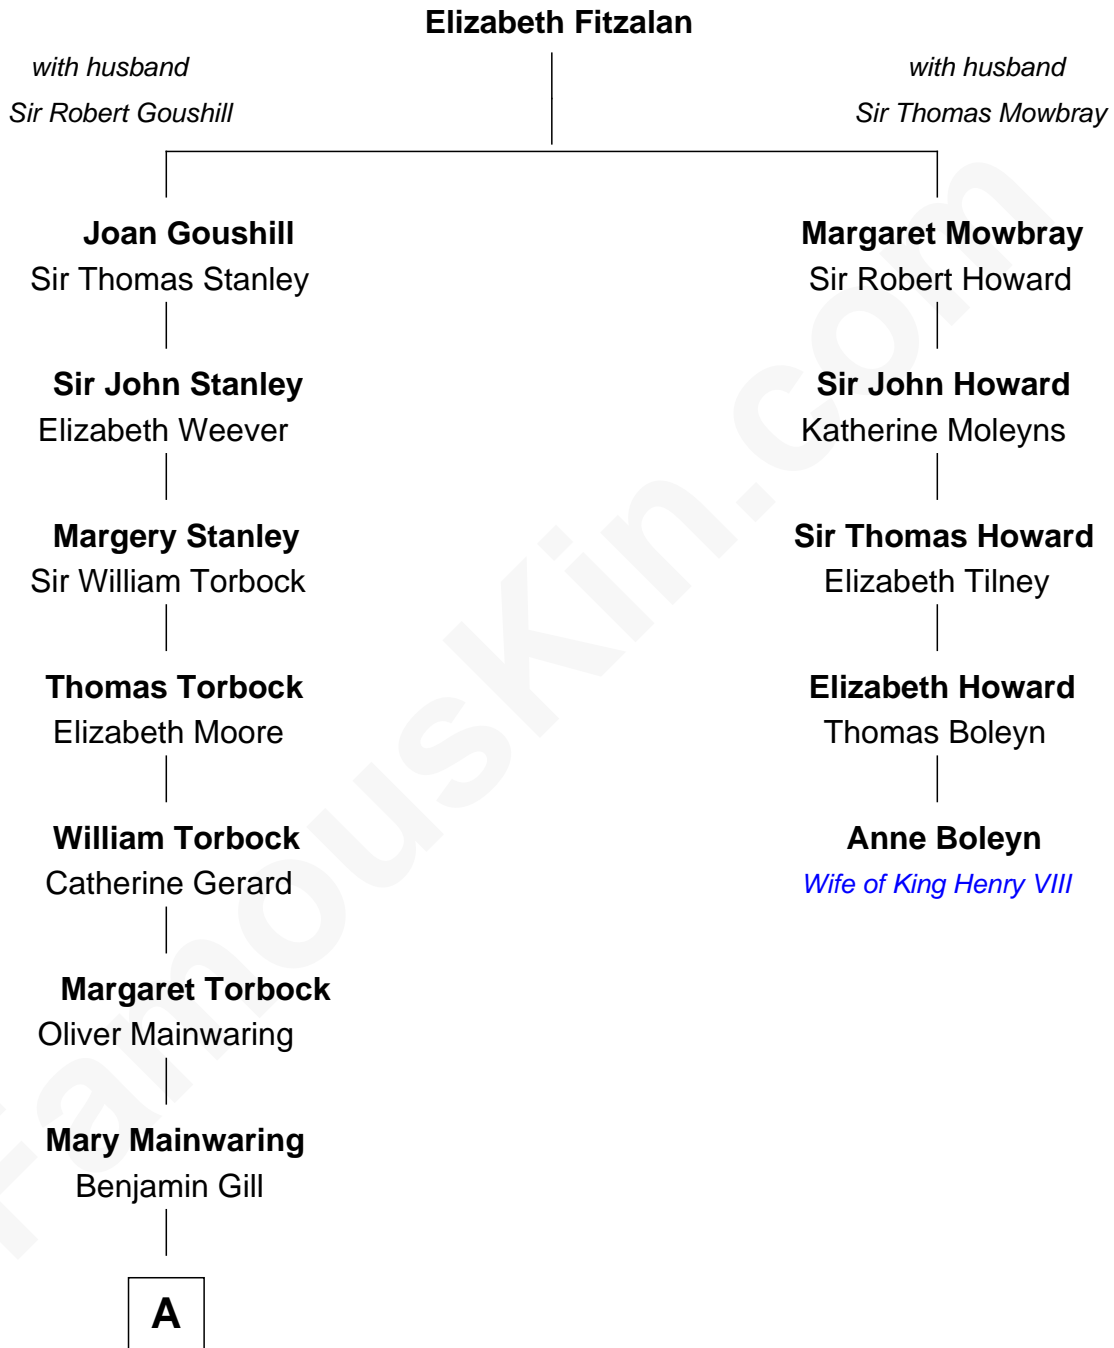 Elizabeth Fitzalan
with husband
Sir Robert Goushill
with husband
Sir Thomas Mowbray
Joan Goushill
Sir Thomas Stanley
Margaret Mowbray
Sir Robert Howard
Sir John Stanley
Elizabeth Weever
Sir John Howard
Katherine Moleyns
Margery Stanley
Sir William Torbock
Sir Thomas Howard
Elizabeth Tilney
Thomas Torbock
Elizabeth Moore
Elizabeth Howard
Thomas Boleyn
William Torbock
Catherine Gerard
Anne Boleyn
Wife of King Henry VIII
Margaret Torbock
Oliver Mainwaring
Mary Mainwaring
Benjamin Gill
A
FamousKin.com